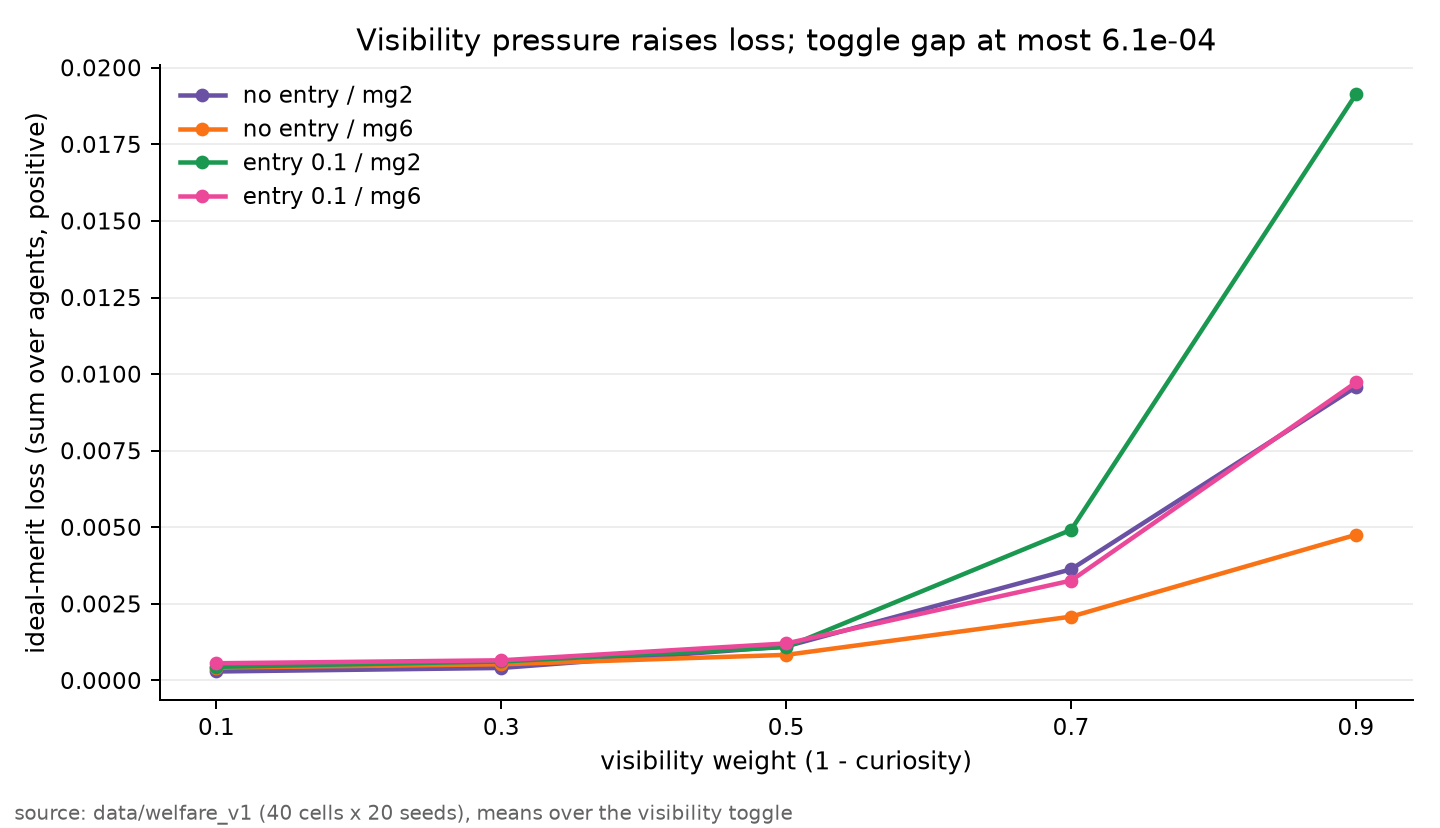 Visibility pressure raises loss; toggle gap at most 6.1e-04
ideal-merit loss (sum over agents, positive)
0.0200
0.0175
0.0150
0.0125
0.0100
0.0075
0.0050
0.0025
0.0000
no entry / mg2
no entry / mg6
entry 0.1 / mg2
entry 0.1 / mg6
0.1 0.3 0.5 0.7 0.9
visibility weight (1 - curiosity)
source: data/welfare_v1 (40 cells x 20 seeds), means over the visibility toggle